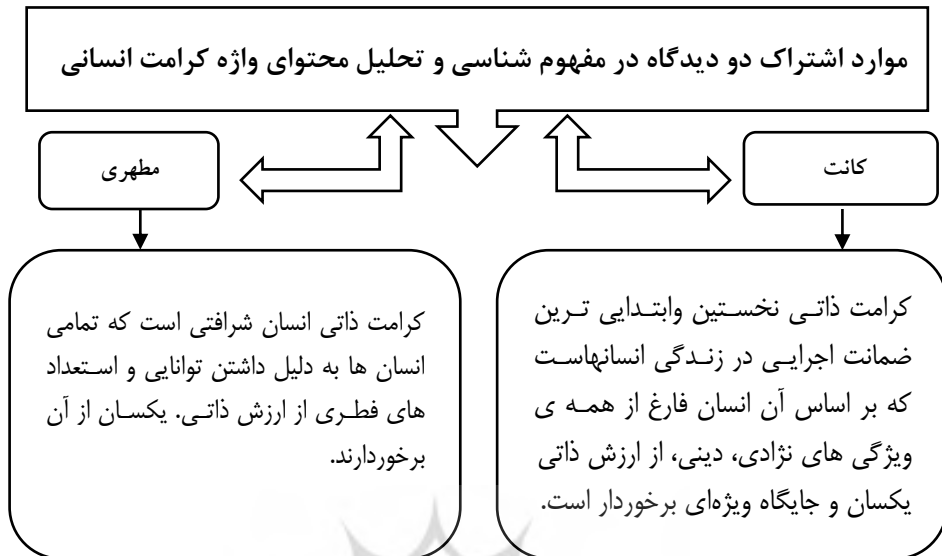 موارد اشتراک دو دیدگاه در مفهوم شناسی و تحلیل محتوای واژه کرامت انسانی
کانت
مطهری
کرامت ذاتی نخستین وابتدایی ترین
ضمانت اجرایی در زندگی انسانهاست
که بر اساس آن انسان فارغ از همه ی
ویژگی های نژادی، دینی، از ارزش ذاتی
یکسان و جایگاه ویژه‌ای برخوردار است.
کرامت ذاتی انسان شرافتی است که تمامی
انسان ها به دلیل داشتن توانایی و استعداد
های فطری از ارزش ذاتی. یکسان از آن
برخوردارند.